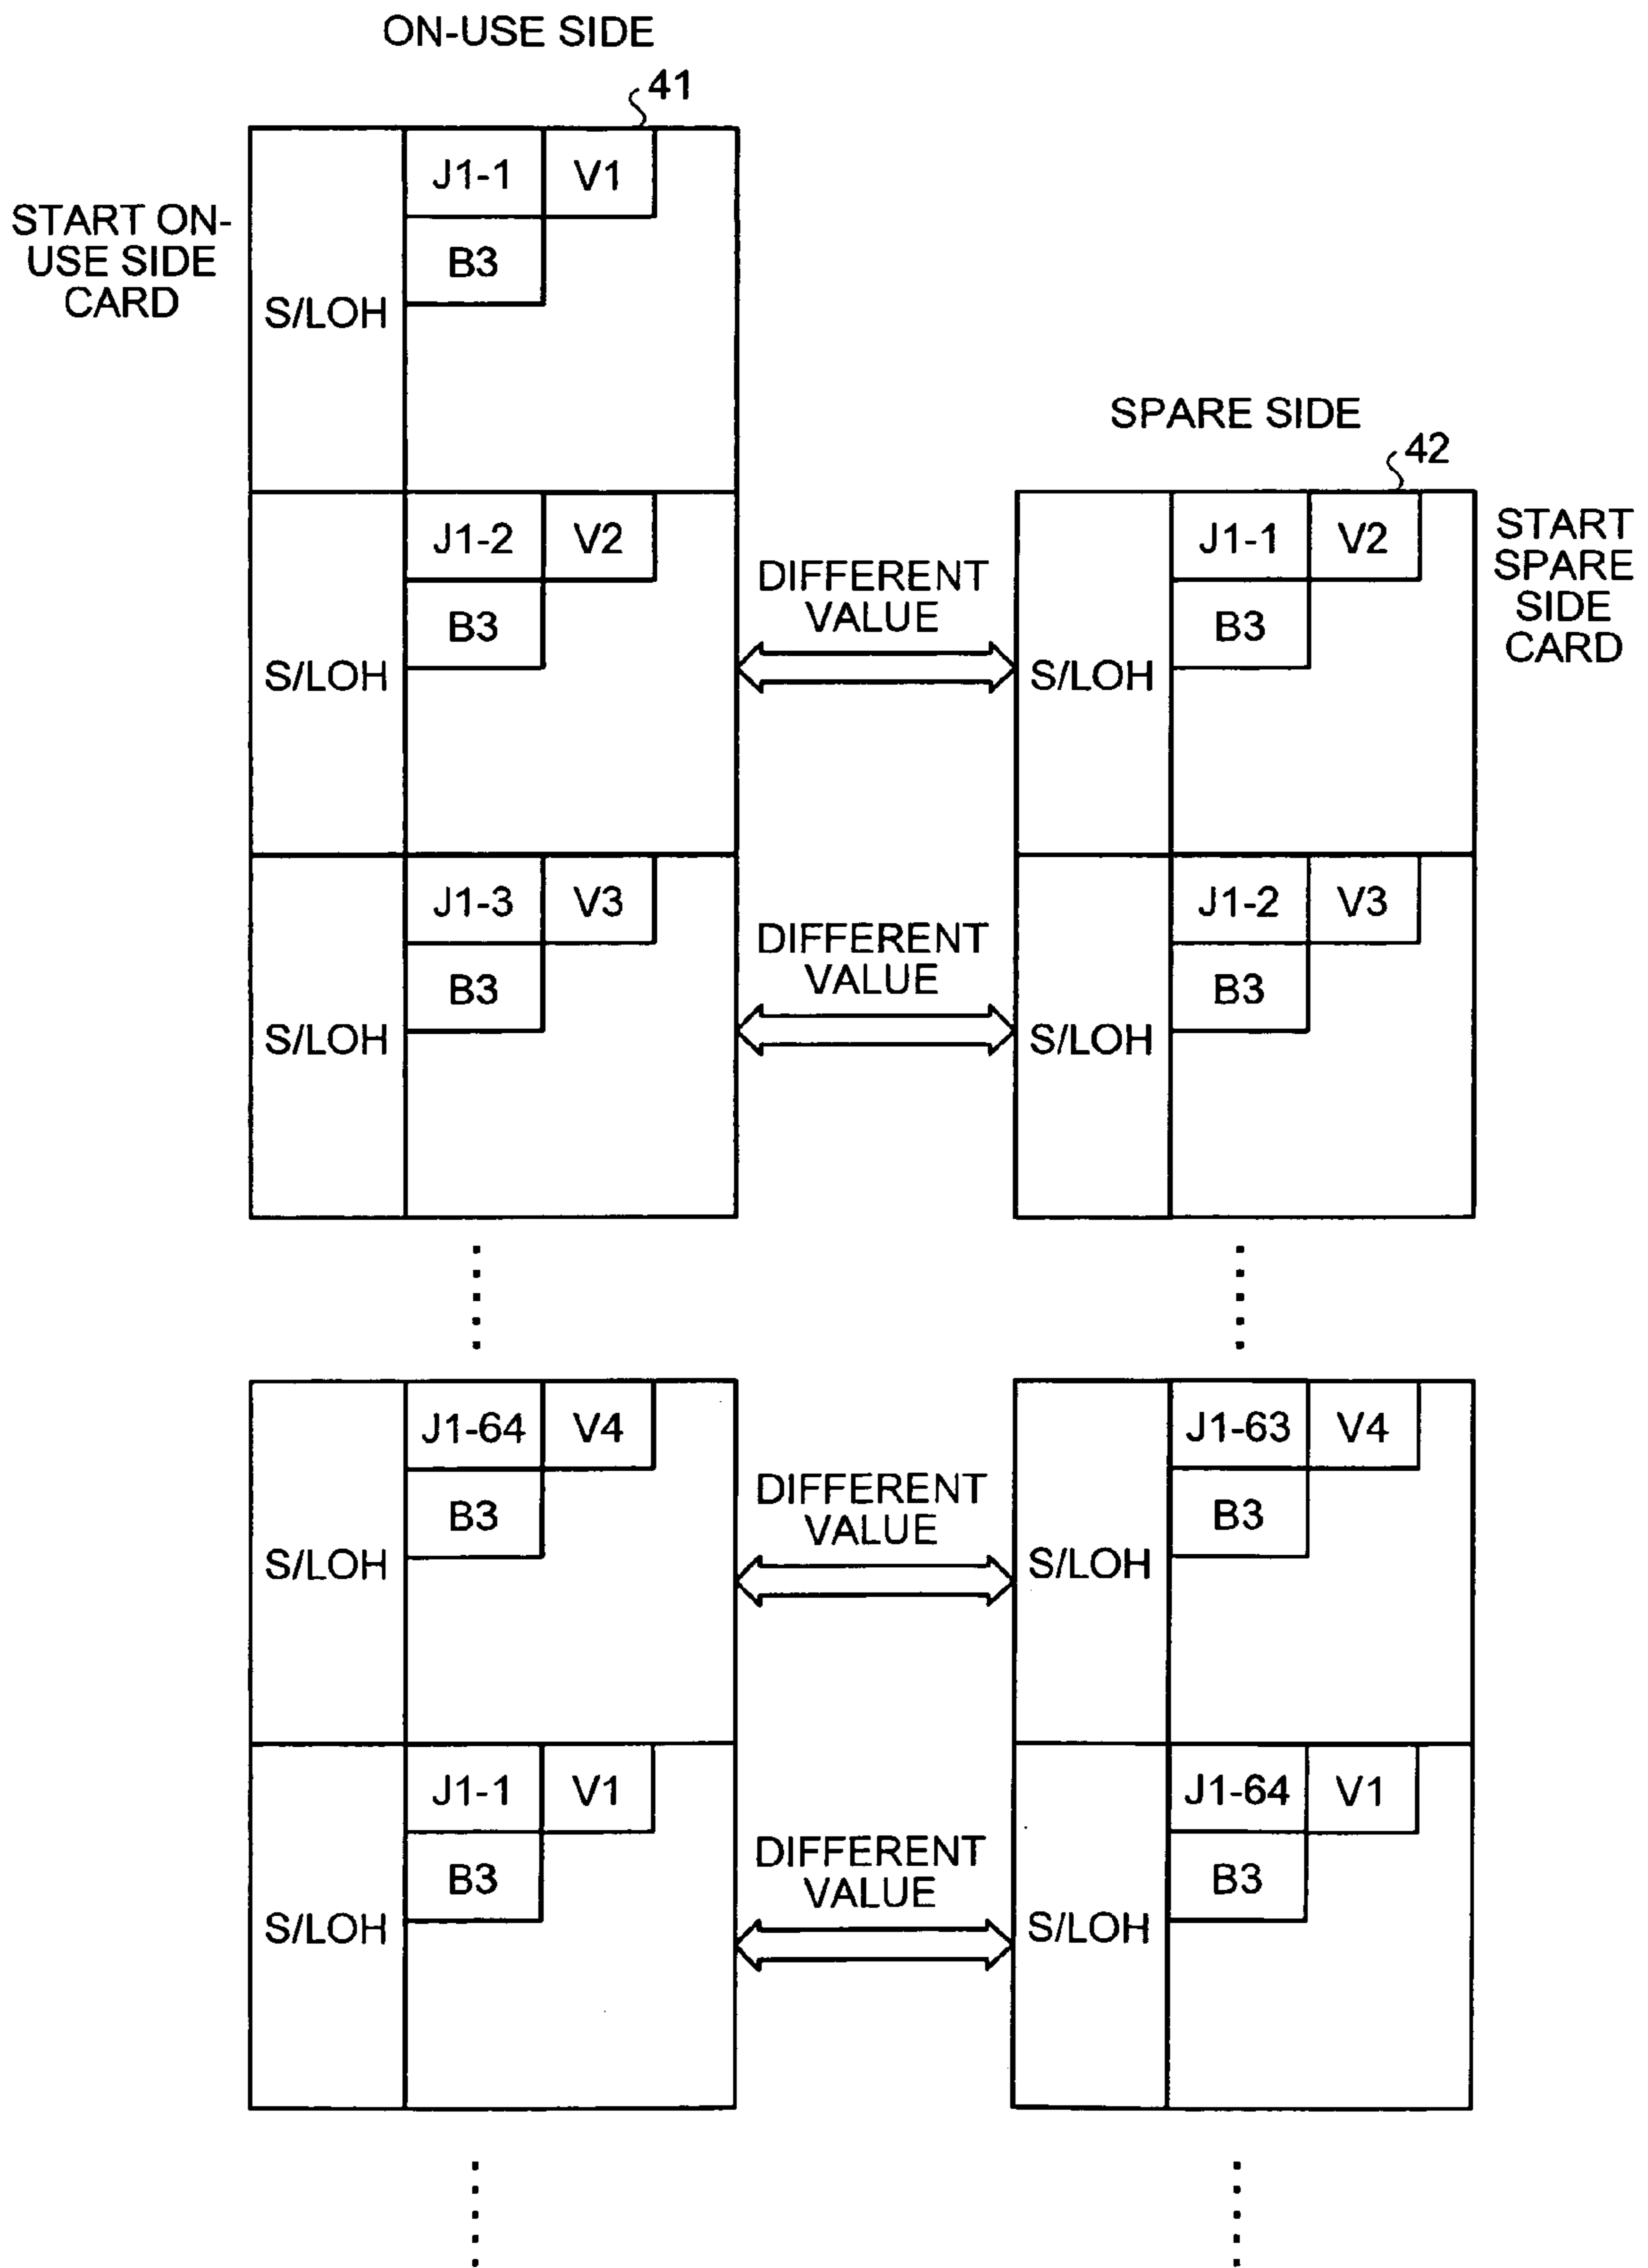 ON-USE SIDE
41
START ON-
USE SIDE
CARD
J1-1 V1
B3
S/LOH
SPARE SIDE
42
START
SPARE
SIDE
CARD
J1-2 V2
B3
S/LOH
DIFFERENT
VALUE
J1-1 V2
B3
S/LOH
J1-3 V3
B3
S/LOH
DIFFERENT
VALUE
J1-2 V3
B3
S/LOH
J1-64 V4
B3
S/LOH
DIFFERENT
VALUE
J1-63 V4
B3
S/LOH
J1-1 V1
B3
S/LOH
DIFFERENT
VALUE
J1-64 V1
B3
S/LOH